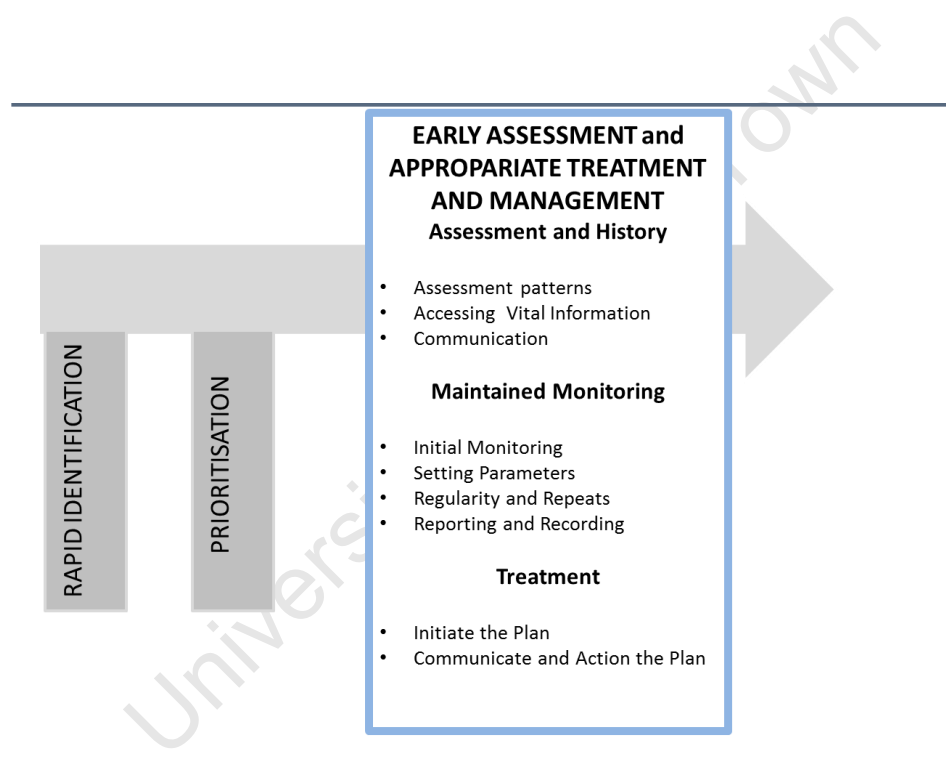 EARLY ASSESSMENT and
APPROPARIATE TREATMENT
AND MANAGEMENT
Assessment and History
• Assessment patterns
• Accessing Vital Information
• Communication
Maintained Monitoring
• Initial Monitoring
• Setting Parameters
• Regularity and Repeats
• Reporting and Recording
Treatment
• Initiate the Plan
• Communicate and Action the Plan
RAPID IDENTIFICATION
PRIORITISATION